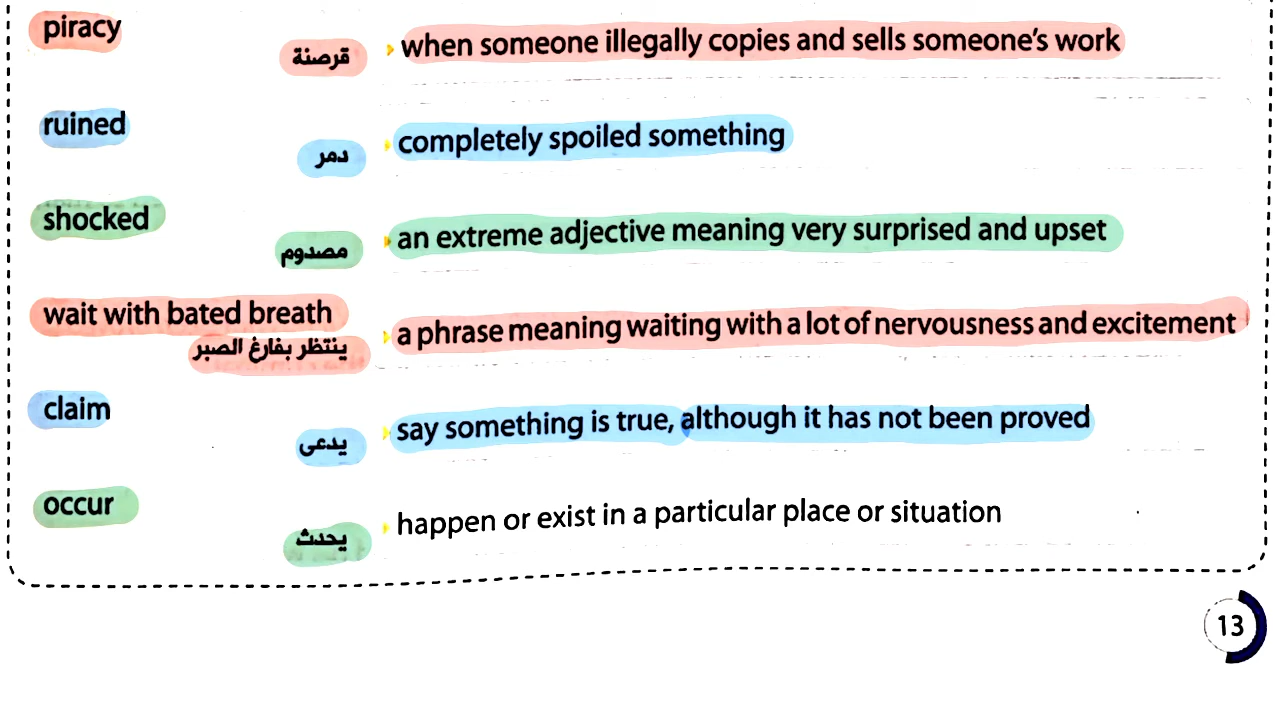 piracy
قرصنة
when someone illegally copies and sells someone's work
ruined
دمر
completely spoiled something
shocked
مصدوم
an extreme adjective meaning very surprised and upset
wait with bated breath
ينتظر بفارغ الصبر
a phrase meaning waiting with a lot of nervousness and excitement
claim
يدعى
say something is true, although it has not been proved
occur
يحدث
happen or exist in a particular place or situation
13